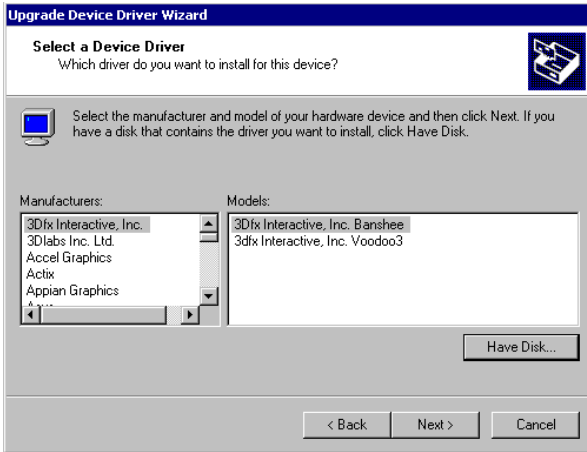 Upgrade Device Driver Wizard
Select a Device Driver
Which driver do you want to install for this device?
Select the manufacturer and model of your hardware device and then click Next. If you
have a disk that contains the driver you want to install, click Have Disk.
Manufacturers:
3Dfx Interactive, Inc.
3Dlabs Inc. Ltd.
Accel Graphics
Actix
Appian Graphics
Models:
3Dfx Interactive, Inc. Banshee
3dfx Interactive, Inc. Voodoo3
Have Disk...
< Back
Next >
Cancel